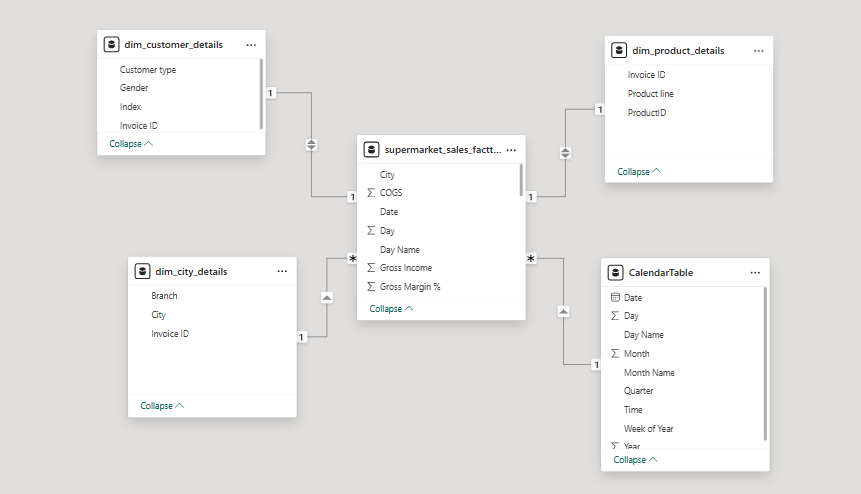 dim_customer_details ...
Customer type
Gender
Index
Invoice ID
Collapse
dim_product_details ...
Invoice ID
Product line
ProductID
Collapse
supermarket_sales_factt... ...
City
Σ COGS
Date
Σ Day
Day Name
Σ Gross Income
Σ Gross Margin %
Collapse
dim_city_details ...
Branch
City
Invoice ID
Collapse
CalendarTable ...
Date
Σ Day
Day Name
Σ Month
Month Name
Quarter
Time
Week of Year
Σ Year
Collapse
1
1
1
1
1
*
*
1